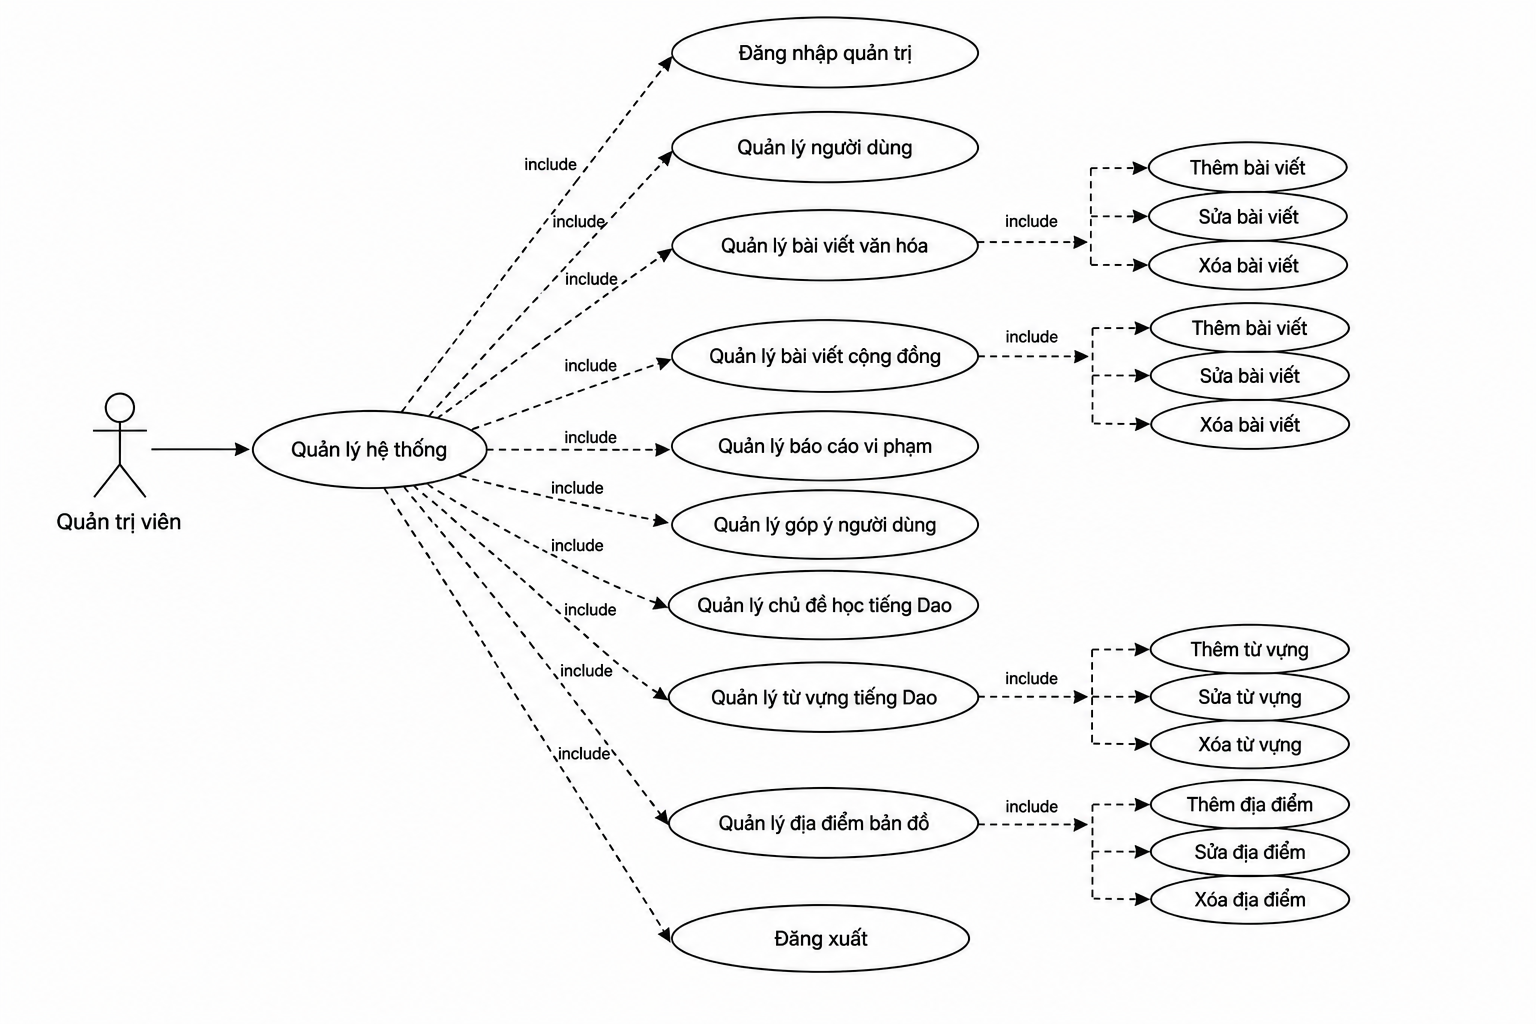 Đăng nhập quản trị
include
Quản lý người dùng
include
Quản lý bài viết văn hóa
include
include
Thêm bài viết
Sửa bài viết
Xóa bài viết
Quản lý bài viết cộng đồng
include
include
Thêm bài viết
Sửa bài viết
Xóa bài viết
Quản trị viên
Quản lý hệ thống
include
Quản lý báo cáo vi phạm
include
Quản lý góp ý người dùng
include
Quản lý chủ đề học tiếng Dao
include
Quản lý từ vựng tiếng Dao
include
Thêm từ vựng
Sửa từ vựng
Xóa từ vựng
include
Quản lý địa điểm bản đồ
include
Thêm địa điểm
Sửa địa điểm
Xóa địa điểm
include
Đăng xuất